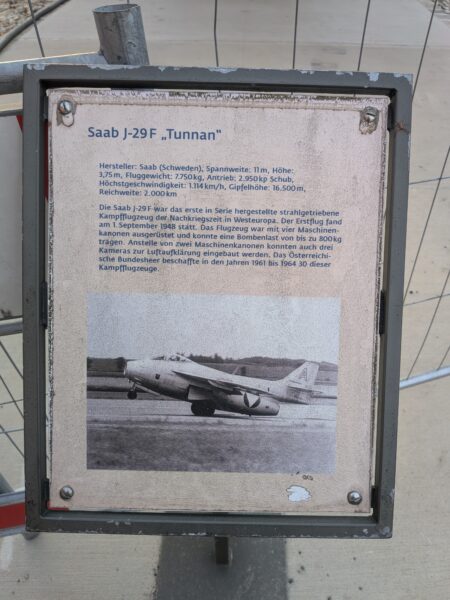 Saab J-29 F „Tunnan"
Hersteller: Saab (Schweden), Spannweite: 11 m, Höhe:
3,75 m, Fluggewicht: 7.750 kg, Antrieb: 2.950 kp Schub,
Höchstgeschwindigkeit: 1.114 km/h, Gipfelhöhe: 16.500 m,
Reichweite: 2.000 km
Die Saab J-29 F war das erste in Serie hergestellte strahlgetriebene
Kampfflugzeug der Nachkriegszeit in Westeuropa. Der Erstflug fand
am 1. September 1948 statt. Das Flugzeug war mit vier Maschinen-
kanonen ausgerüstet und konnte eine Bombenlast von bis zu 800 kg
tragen. Anstelle von zwei Maschinenkanonen konnten auch drei
Kameras zur Luftaufklärung eingebaut werden. Das Österreichi-
sche Bundesheer beschaffte in den Jahren 1961 bis 1964 30 dieser
Kampfflugzeuge.